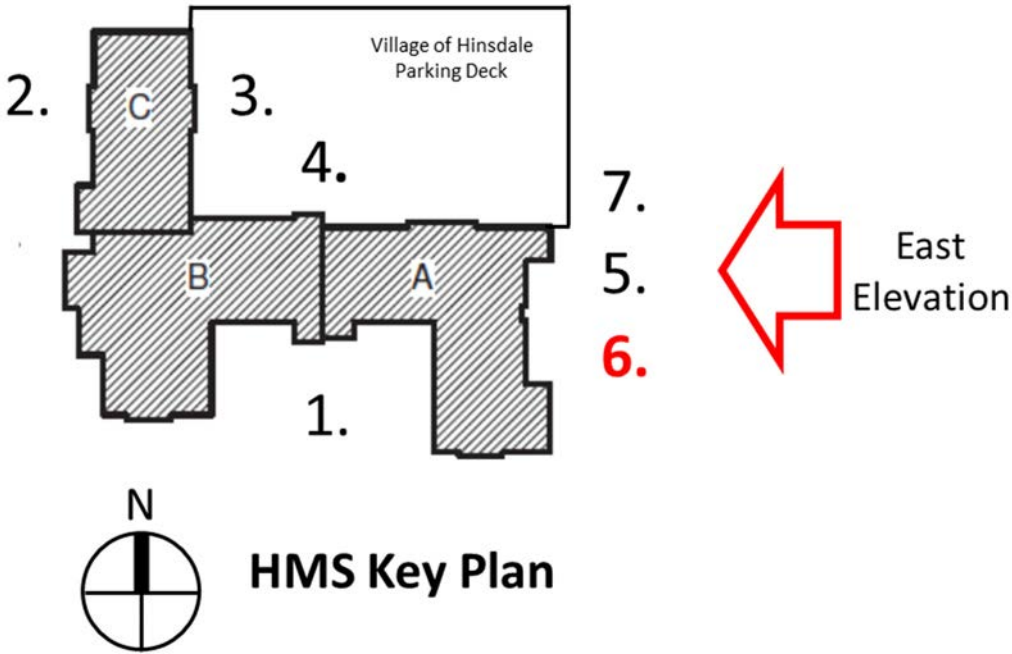 Village of Hinsdale
Parking Deck
2.
C
3.
4.
7.
B
A
5.
East
Elevation
6.
1.
N
HMS Key Plan